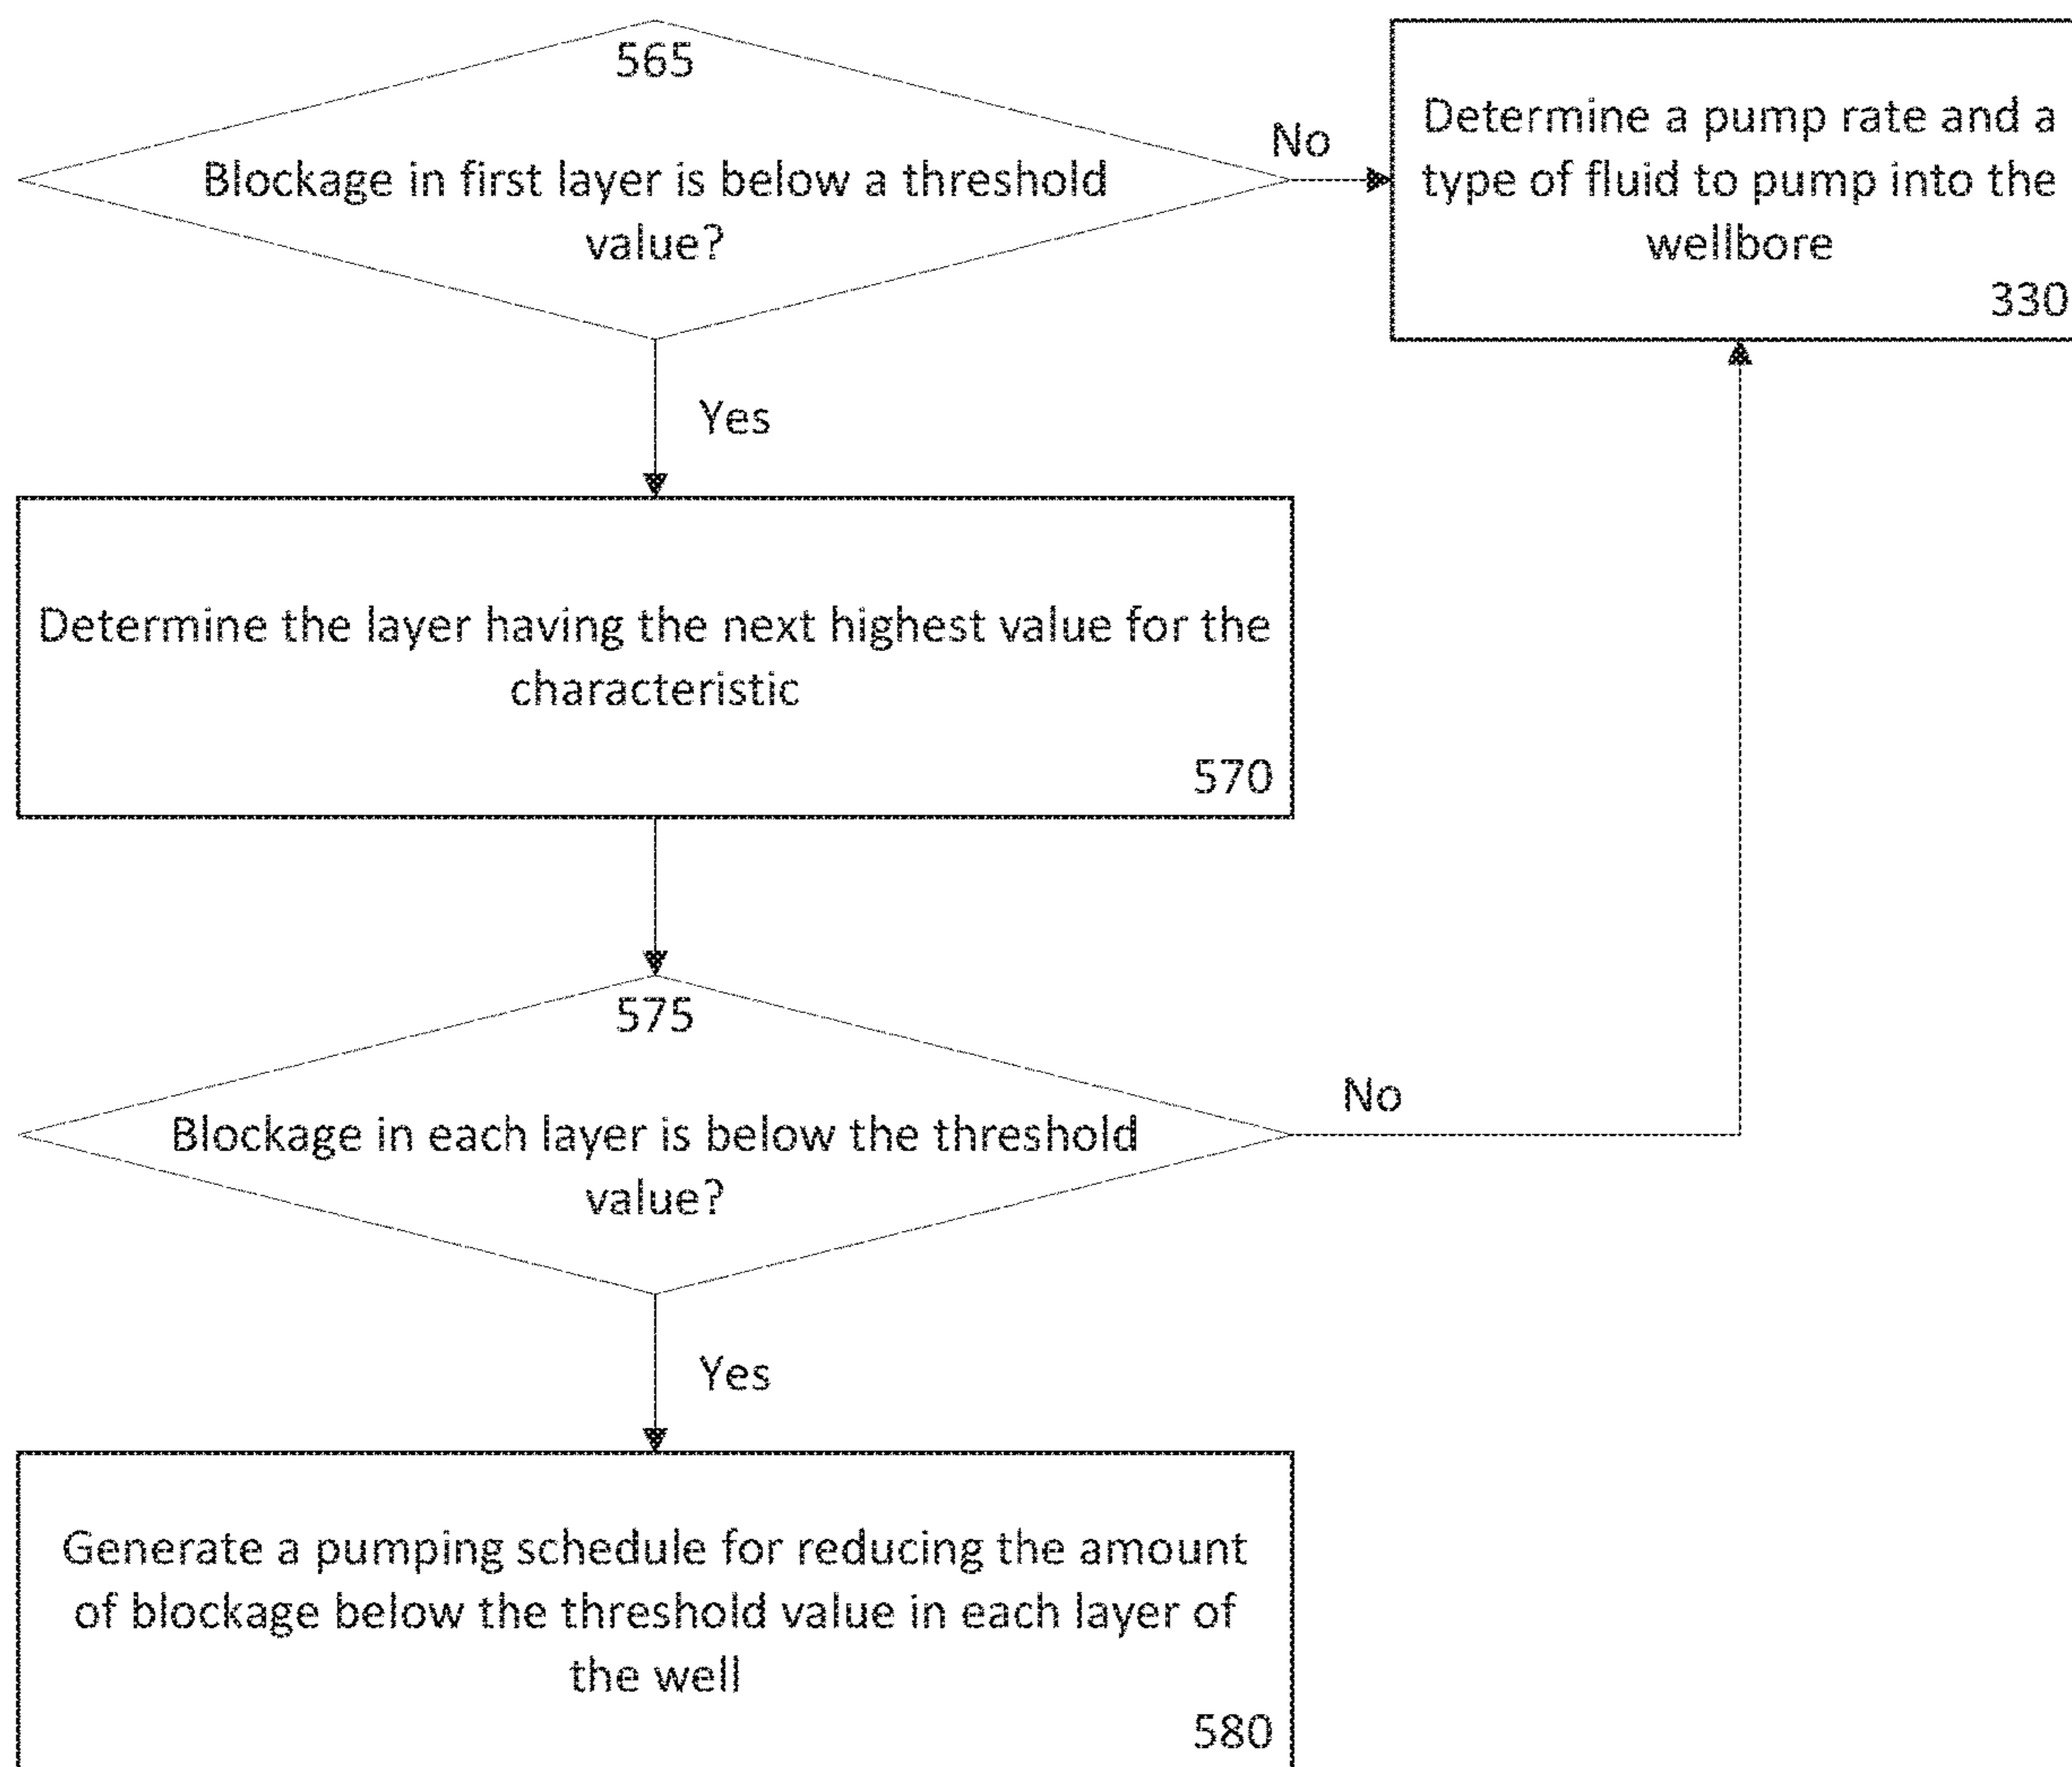 565
Blockage in first layer is below a threshold
value?
No
Determine a pump rate and a
type of fluid to pump into the
wellbore
330
Yes
Determine the layer having the next highest value for the
characteristic
570
575
Blockage in each layer is below the threshold
value?
No
Yes
Generate a pumping schedule for reducing the amount
of blockage below the threshold value in each layer of
the well
580